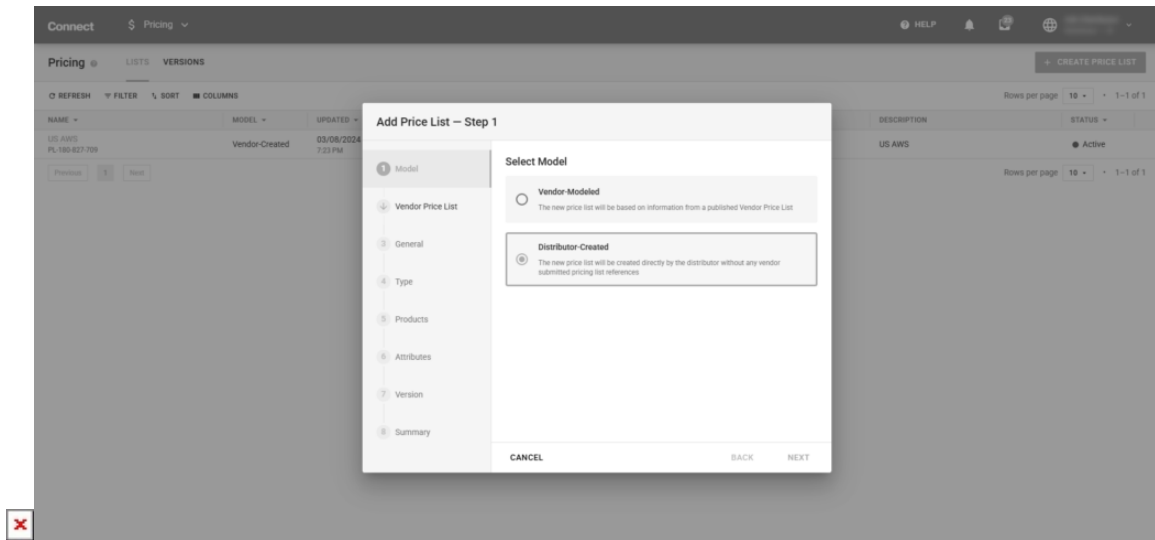 Connect
$ Pricing
HELP
Pricing
LISTS VERSIONS
+ CREATE PRICE LIST
REFRESH FILTER SORT COLUMNS
Rows per page 10 • 1–1 of 1
NAME MODEL UPDATED DESCRIPTION STATUS
US AWS Vendor-Created 03/08/2024 US AWS Active
PL-180-827-709 7:23 PM
Previous 1 Next
Rows per page 10 • 1–1 of 1
Add Price List — Step 1
1 Model
Vendor Price List
3 General
4 Type
5 Products
6 Attributes
7 Version
8 Summary
Select Model
Vendor-Modeled
The new price list will be based on information from a published Vendor Price List
Distributor-Created
The new price list will be created directly by the distributor without any vendor
submitted pricing list references
CANCEL BACK NEXT